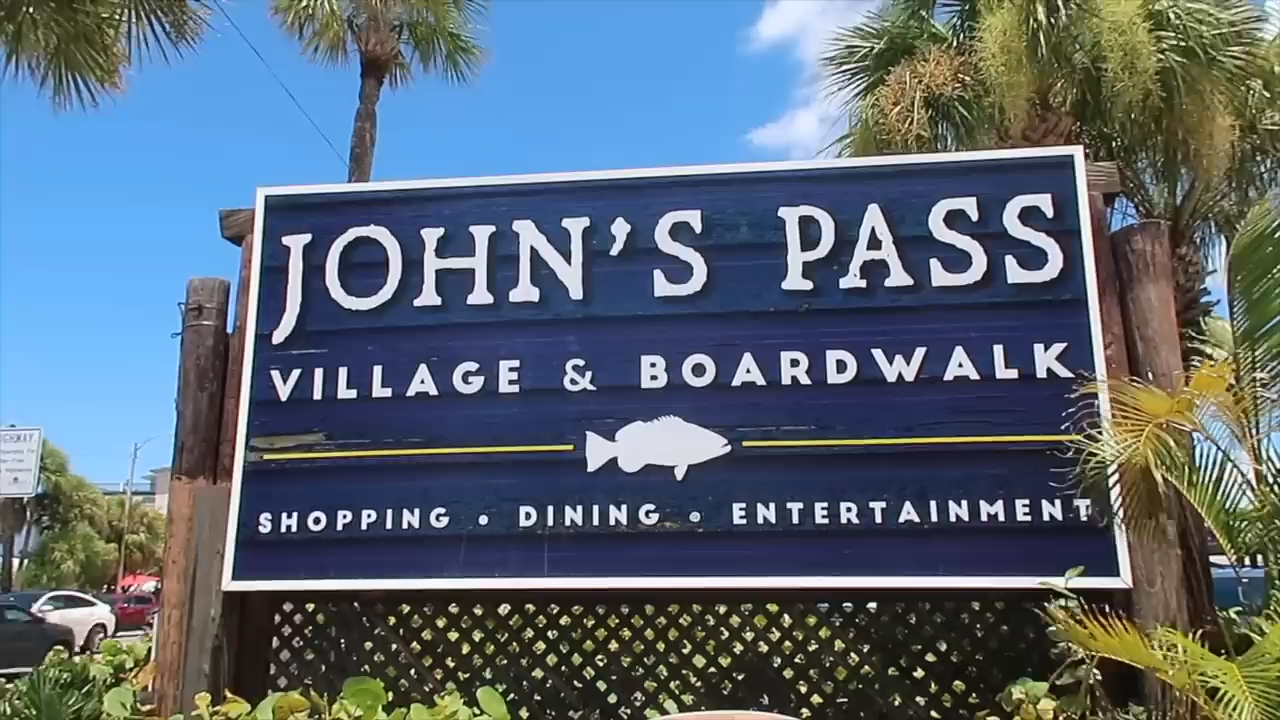 JOHN'S PASS
VILLAGE & BOARDWALK
SHOPPING • DINING • ENTERTAINMENT